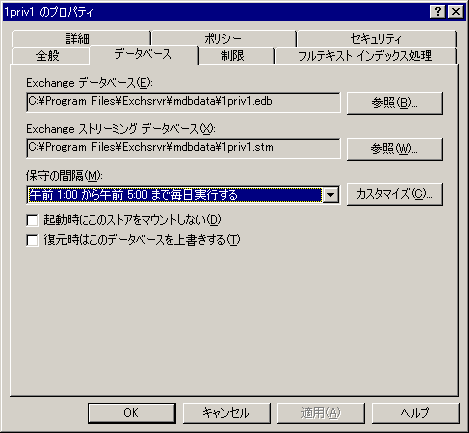 1priv1 のプロパティ
詳細 ポリシー セキュリティ
全般 データベース 制限 フルテキスト インデックス処理
Exchange データベース(E):
C:¥Program Files¥Exchsrvr¥mdbdata¥1priv1.edb 参照(B)...
Exchange ストリーミング データベース(X):
C:¥Program Files¥Exchsrvr¥mdbdata¥1priv1.stm 参照(W)...
保守の間隔(M):
午前 1:00 から午前 5:00 まで毎日実行する カスタマイズ(C)...
起動時にこのストアをマウントしない(D)
復元時はこのデータベースを上書きする(T)
OK キャンセル 適用(A) ヘルプ